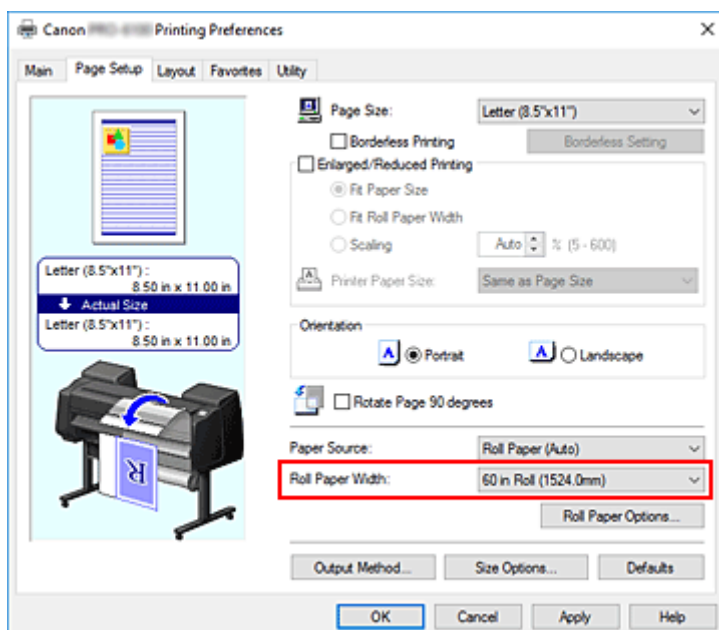 Canon Printing Preferences
Main Page Setup Layout Favorites Utility
Page Size: Letter (8.5"x11")
Borderless Printing Borderless Setting
Enlarged/Reduced Printing
Fit Paper Size
Fit Roll Paper Width
Scaling Auto % (5 - 600)
Printer Paper Size: Same as Page Size
Letter (8.5"x11") :
8.50 in x 11.00 in
Actual Size
Letter (8.5"x11") :
8.50 in x 11.00 in
Orientation
A Portrait A Landscape
Rotate Page 90 degrees
Paper Source: Roll Paper (Auto)
Roll Paper Width: 60 in Roll (1524.0mm)
R
Roll Paper Options...
Output Method... Size Options... Defaults
OK Cancel Apply Help